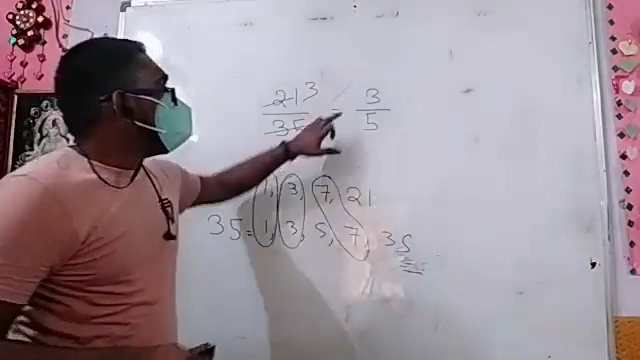 21 3 = 3
35 5
1, 3, 7, 21
35 = 1, 3, 5, 7, 35